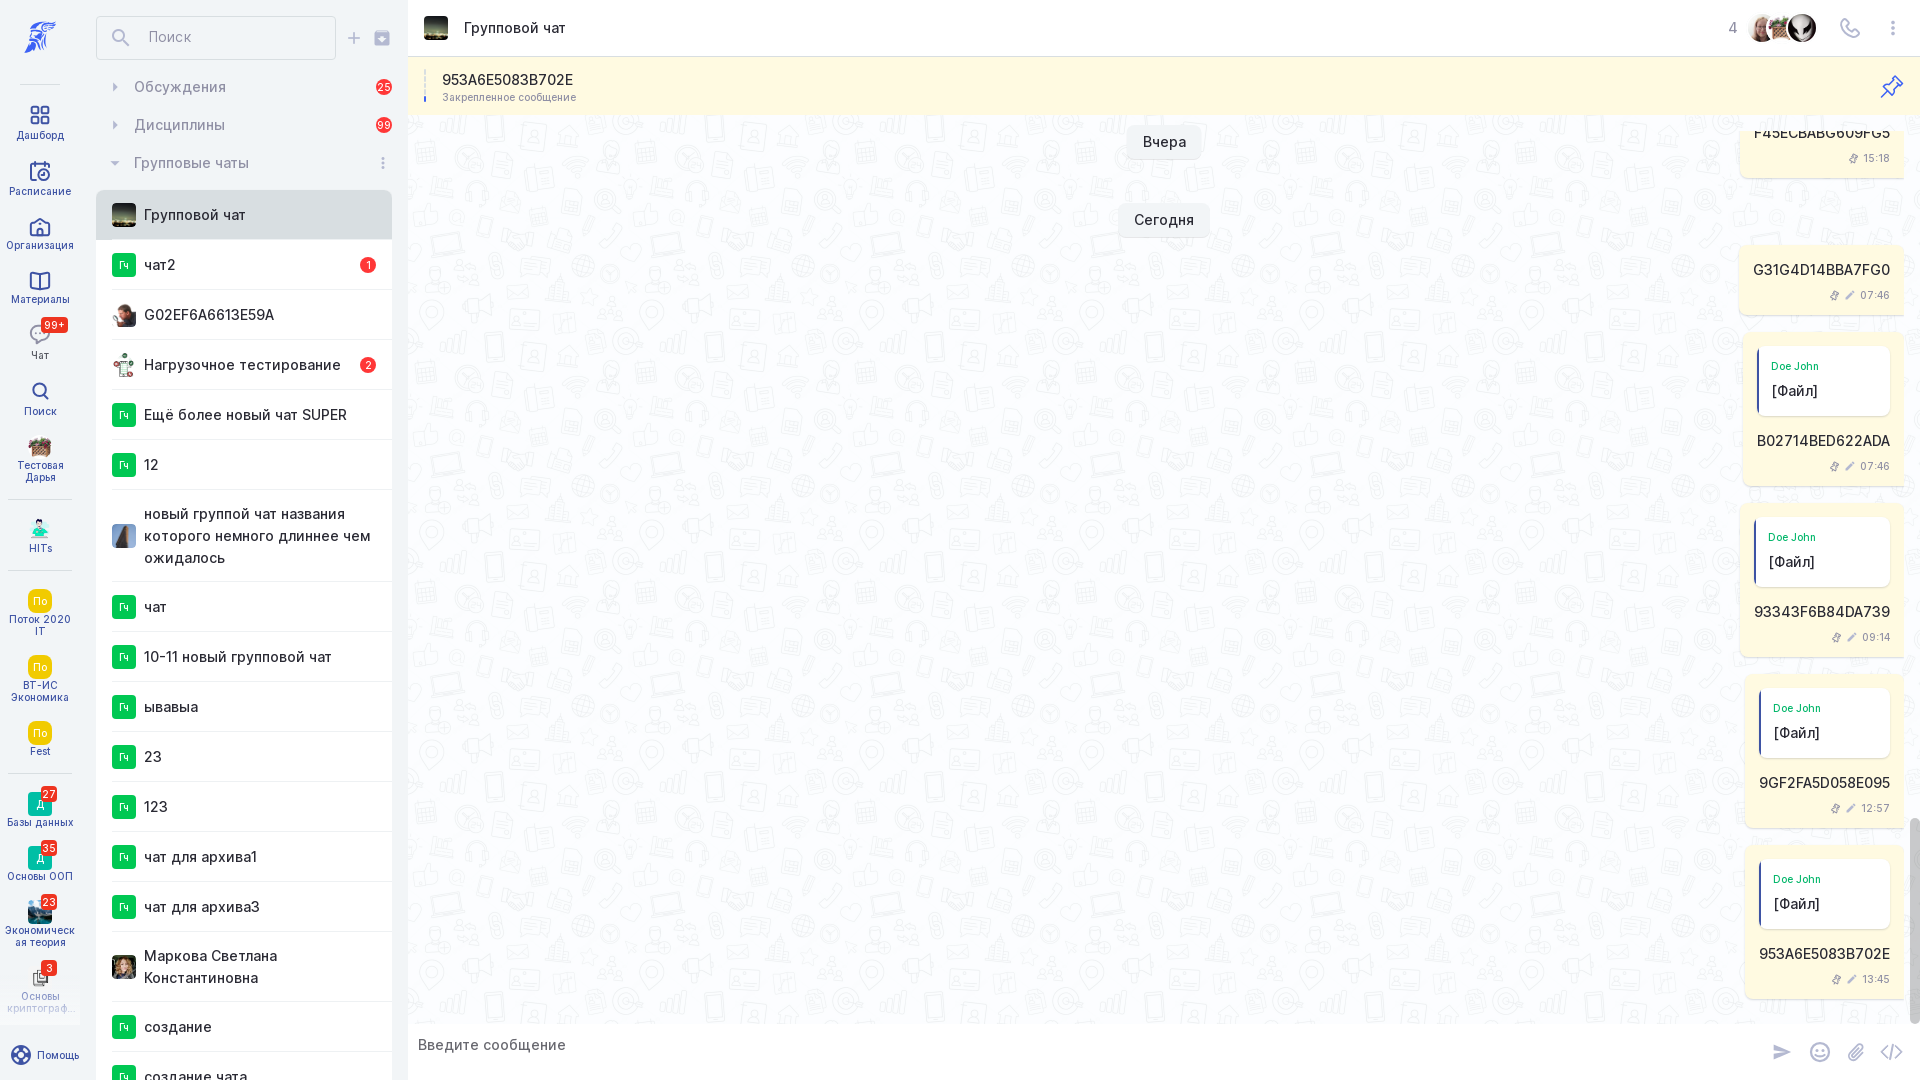 Дашборд
Расписание
Организация
Материалы
99+
Чат
Поиск
Тестовая
Дарья
HITs
По
Поток 2020
IT
По
ВТ-ИС
Экономика
По
Fest
27
Д
Базы данных
35
Д
Основы ООП
23
Экономическ
ая теория
3
Основы
криптограф...
Помощь
Поиск
Обсуждения
25
Дисциплины
99
Групповые чаты
Групповой чат
Гч
чат2
1
G02EF6A6613E59A
Нагрузочное тестирование
2
Гч
Ещё более новый чат SUPER
Гч
12
новый группой чат названия
которого немного длиннее чем
ожидалось
Гч
чат
Гч
10-11 новый групповой чат
Гч
ывавыа
Гч
23
Гч
123
Гч
чат для архива1
Гч
чат для архива3
Маркова Светлана
Константиновна
Гч
создание
Гч
создание чата
Групповой чат
4
953A6E5083B702E
Закрепленное сообщение
Вчера
F45ECBABG609FG5
15:18
Сегодня
G31G4D14BBA7FG0
07:46
Doe John
[Файл]
B02714BED622ADA
07:46
Doe John
[Файл]
93343F6B84DA739
09:14
Doe John
[Файл]
9GF2FA5D058E095
12:57
Doe John
[Файл]
953A6E5083B702E
13:45
Введите сообщение